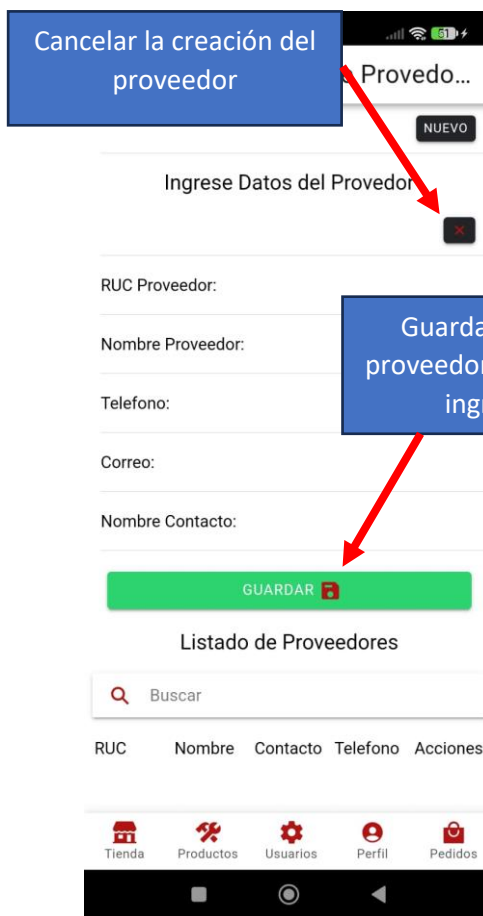 Cancelar la creación del
proveedor
Provedo...
51
NUEVO
Ingrese Datos del Provedor
RUC Proveedor:
Nombre Proveedor:
Telefono:
Correo:
Nombre Contacto:
GUARDAR
Listado de Proveedores
Buscar
RUC Nombre Contacto Telefono Acciones
Tienda Productos Usuarios Perfil Pedidos